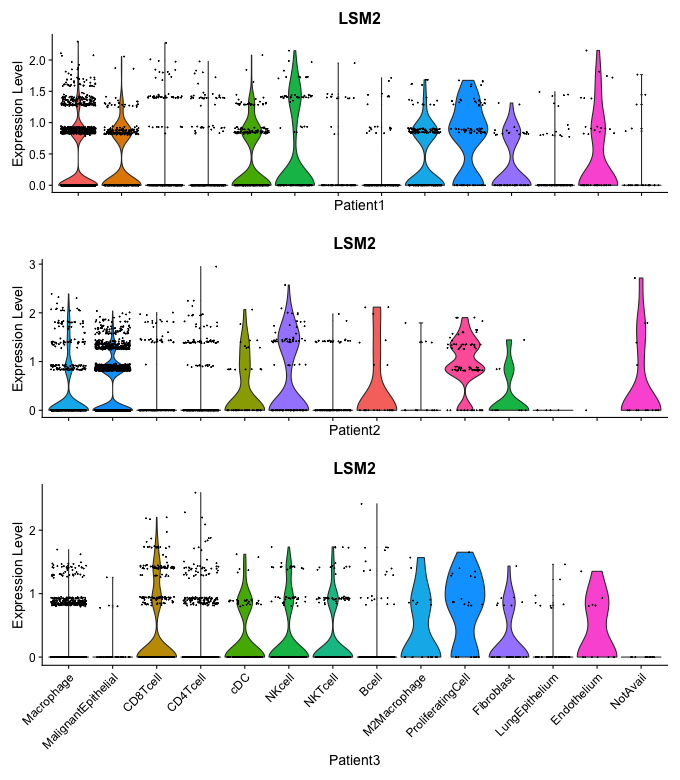 LSM2
Expression Level
2.0
1.5
1.0
0.5
0.0
Patient1
LSM2
Expression Level
3
2
1
0
Patient2
LSM2
Expression Level
2
1
0
Macrophage
MalignantEpithelial
CD8Tcell
CD4Tcell
cDC
NKcell
NKTcell
Bcell
M2Macrophage
ProliferatingCell
Fibroblast
LungEpithelium
Endothelium
NotAvail
Patient3